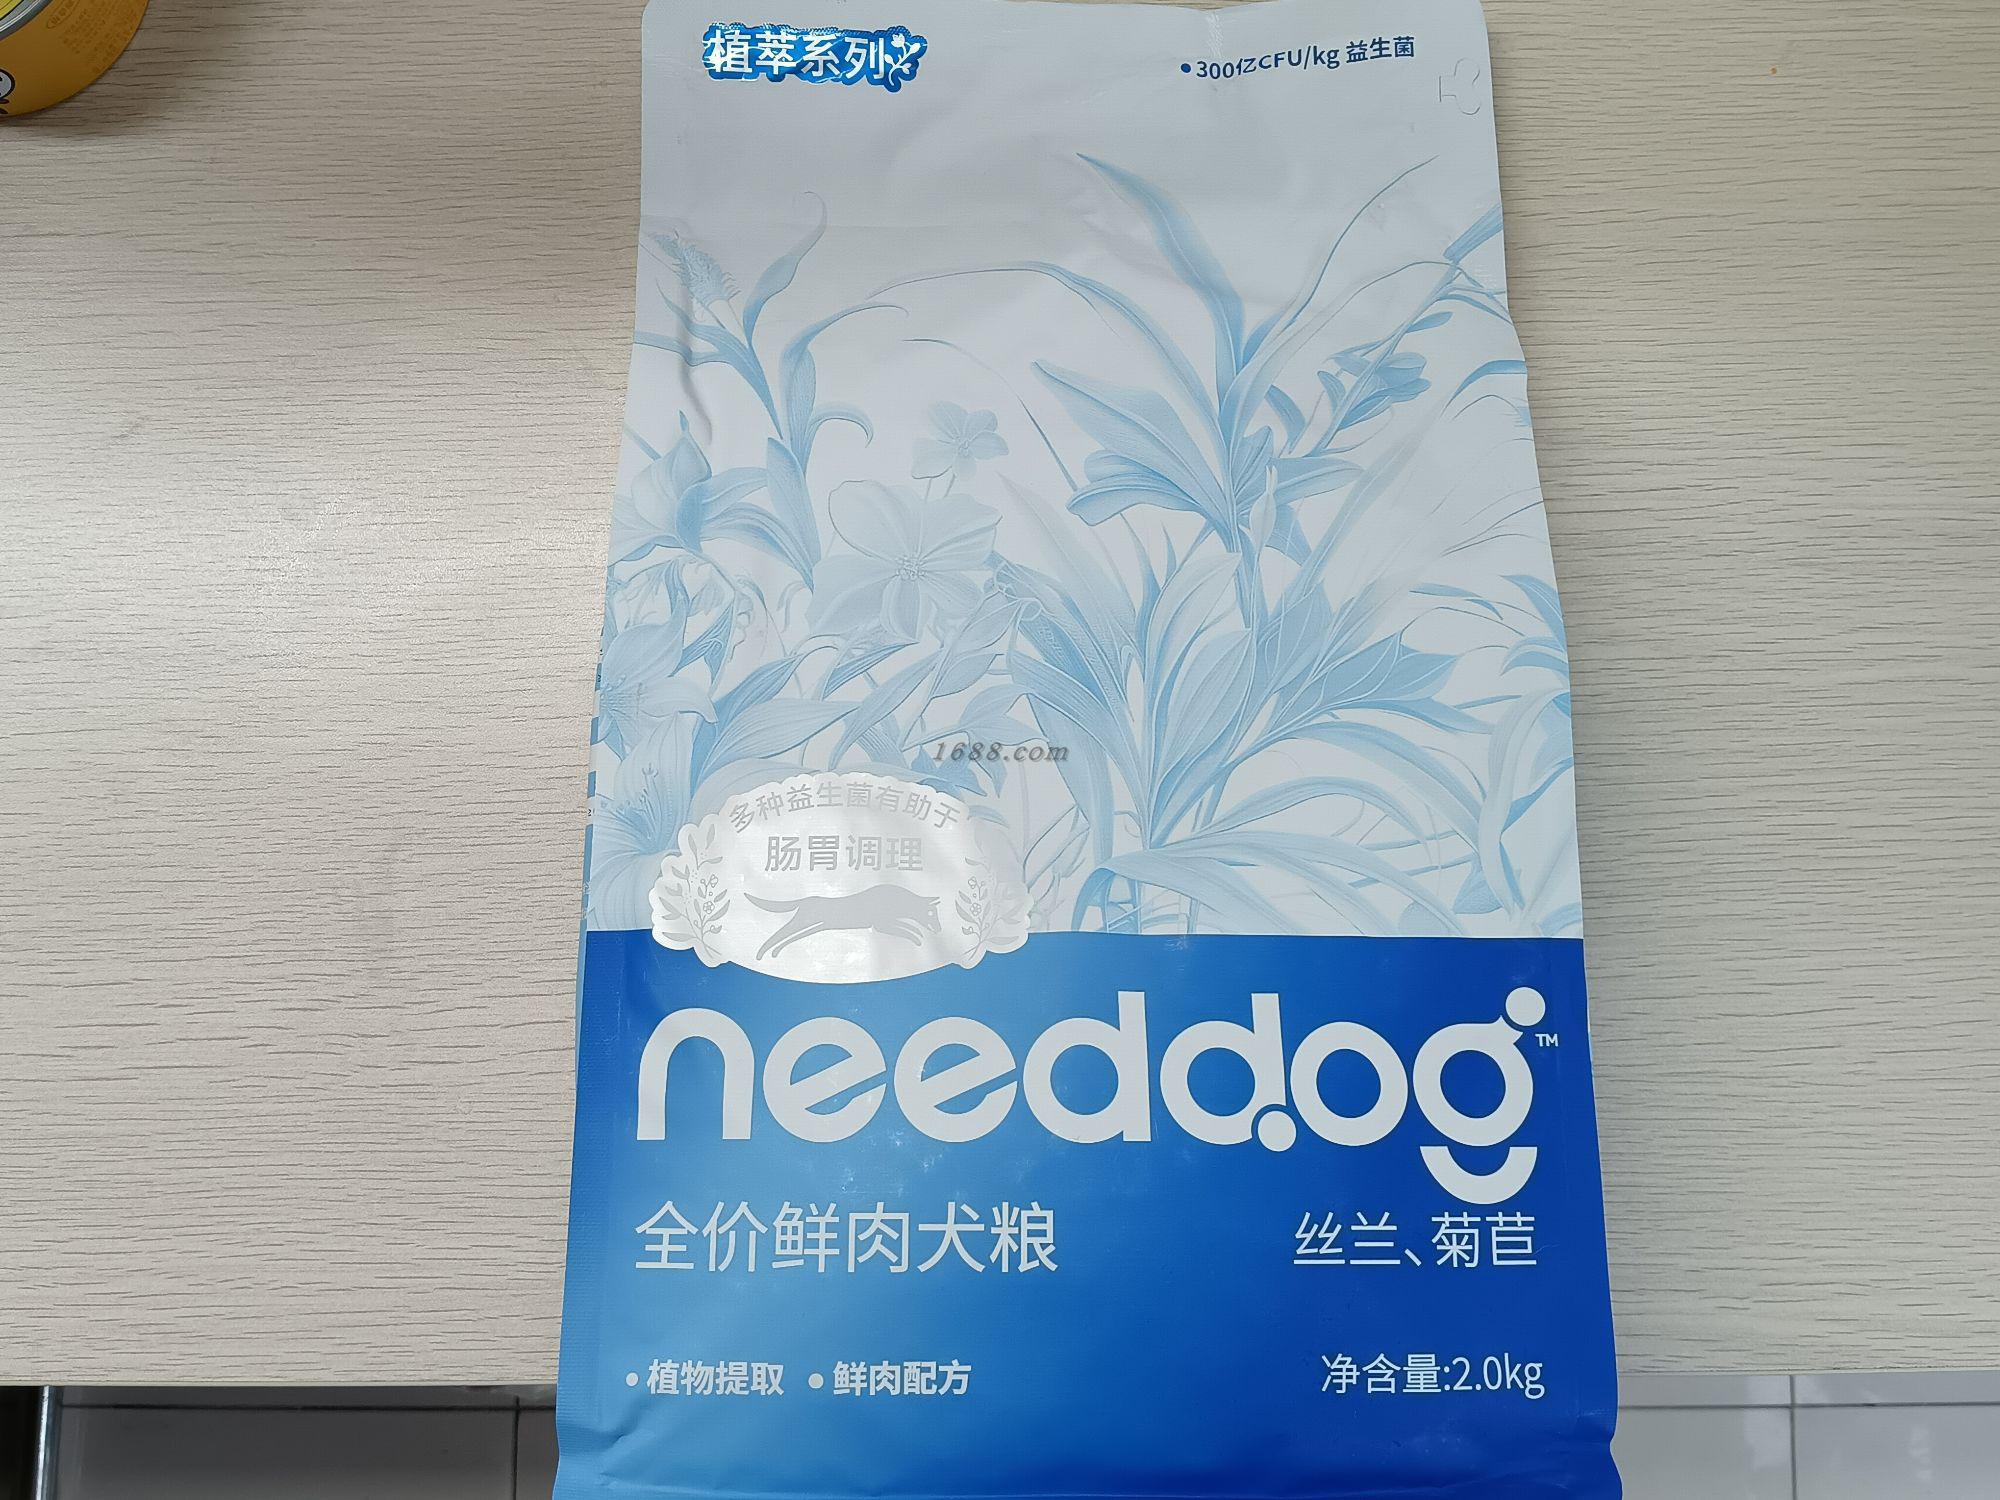 植萃系列
•300亿CFU/kg 益生菌
1688.com
多种益生菌有助于
肠胃调理
needdog™
全价鲜肉犬粮
丝兰、菊苣
•植物提取 •鲜肉配方
净含量:2.0kg